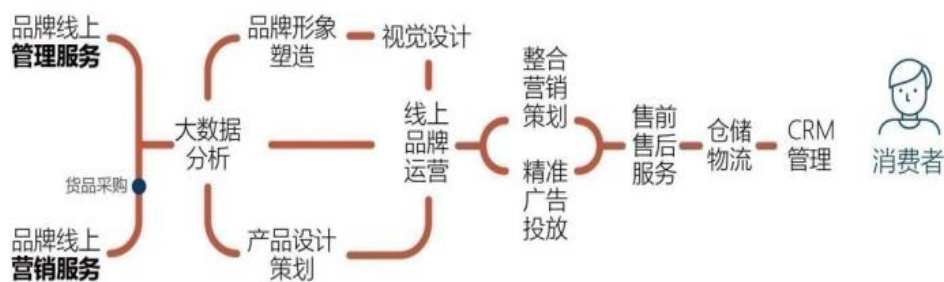 品牌线上
管理服务
货品采购
品牌线上
营销服务
大数据
分析
品牌形象
塑造
视觉设计
产品设计
策划
线上
品牌
运营
整合
营销
策划
精准
广告
投放
售前
售后
服务
仓储
物流
CRM
管理
消费者